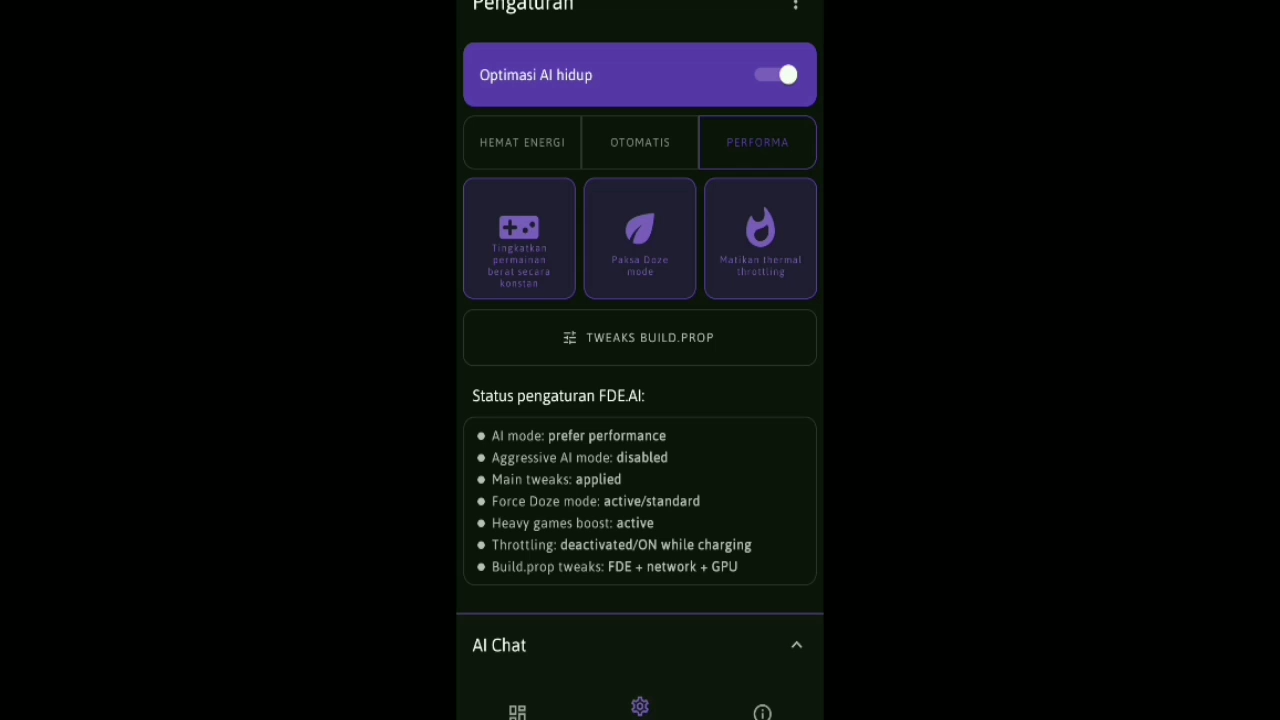 Pengaturan
Optimasi AI hidup
HEMAT ENERGI
OTOMATIS
PERFORMA
Tingkatkan
permainan
berat secara
konstan
Paksa Doze
mode
Matikan thermal
throttling
TWEAKS BUILD.PROP
Status pengaturan FDE.AI:
● AI mode: prefer performance
● Aggressive AI mode: disabled
● Main tweaks: applied
● Force Doze mode: active/standard
● Heavy games boost: active
● Throttling: deactivated/ON while charging
● Build.prop tweaks: FDE + network + GPU
AI Chat